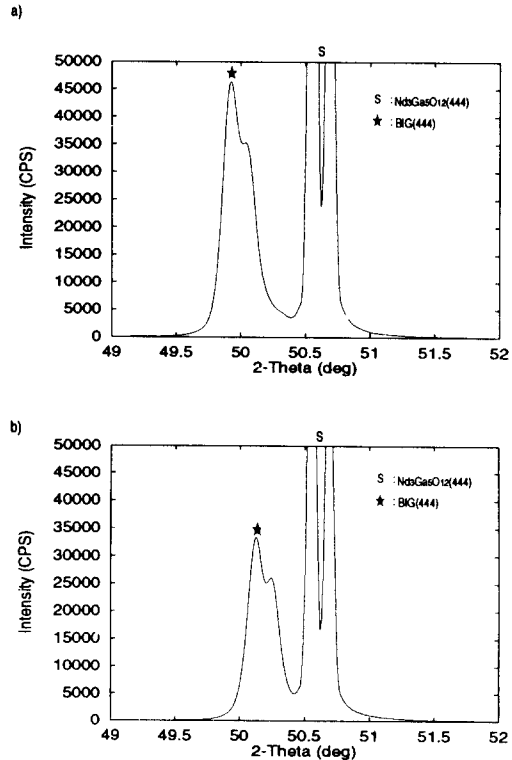 a)
S
50000
45000
40000
35000
30000
25000
20000
15000
10000
5000
0
Intensity (CPS)
S : Nd3Ga5O12(444)
★ : BIG(444)
49 49.5 50 50.5 51 51.5 52
2-Theta (deg)
b)
S
50000
45000
40000
35000
30000
25000
20000
15000
10000
5000
0
Intensity (CPS)
S : Nd3Ga5O12(444)
★ : BIG(444)
49 49.5 50 50.5 51 51.5 52
2-Theta (deg)